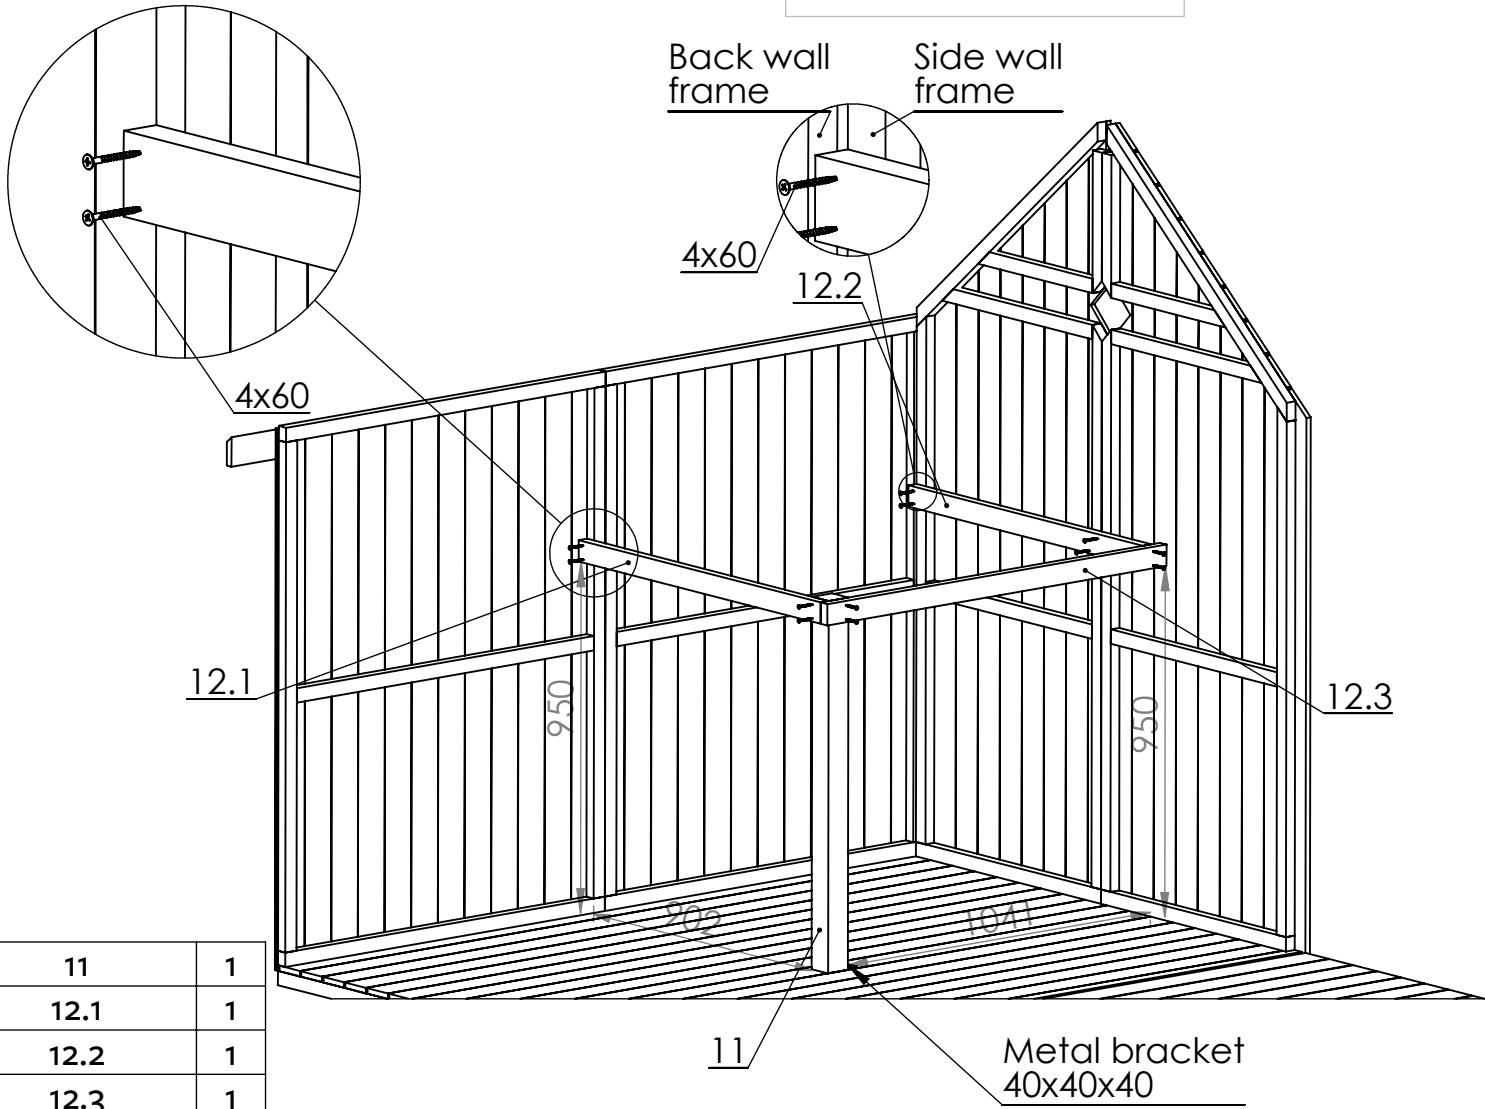 Back wall
frame
Side wall
frame
4x60
12.2
4x60
12.1
950
12.3
950
902
1041
11 1
12.1 1
12.2 1
12.3 1
11
Metal bracket
40x40x40